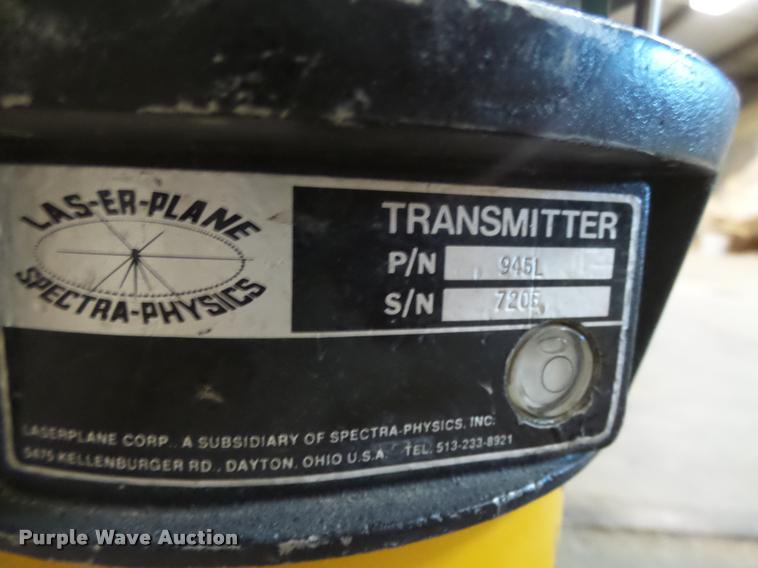 LAS-ER-PLANE
SPECTRA-PHYSICS
TRANSMITTER
P/N 945L
S/N 7205
LASERPLANE CORP., A SUBSIDIARY OF SPECTRA-PHYSICS, INC.
5475 KELLENBURGER RD., DAYTON, OHIO U.S.A. TEL. 513-233-8921
Purple Wave Auction